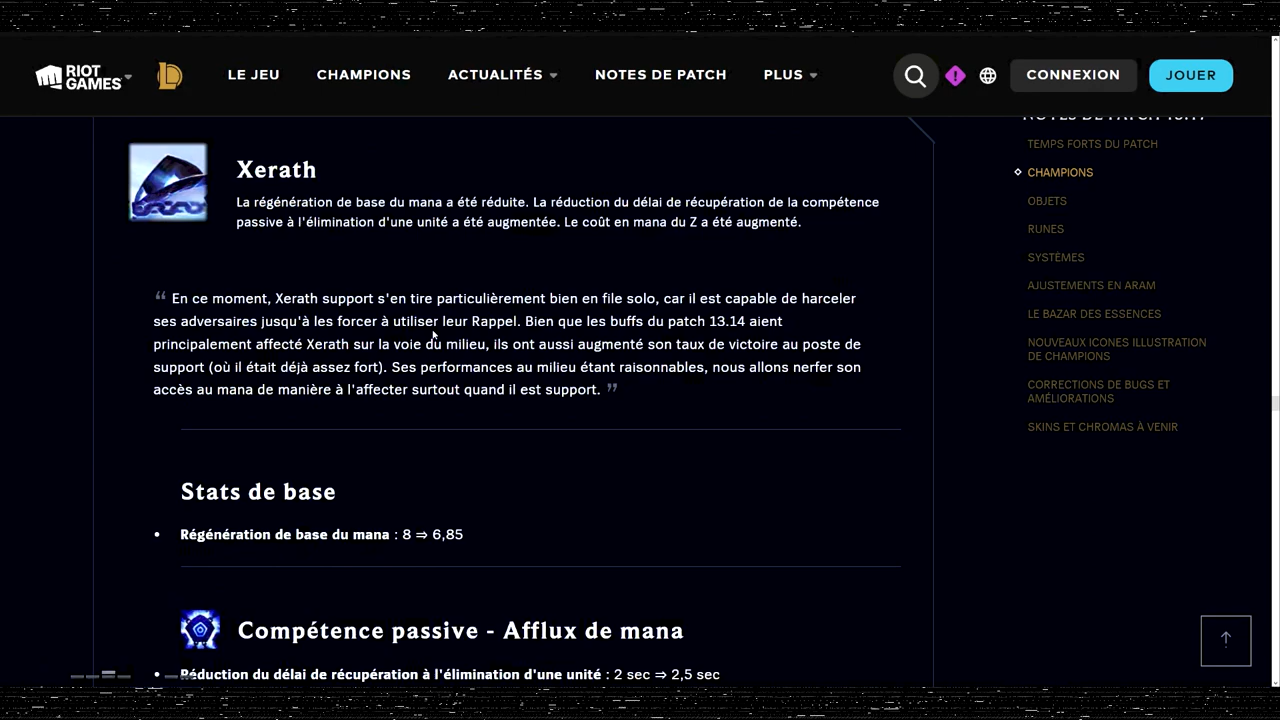 RIOT GAMES
LE JEU
CHAMPIONS
ACTUALITÉS
NOTES DE PATCH
PLUS
CONNEXION
JOUER
Xerath
La régénération de base du mana a été réduite. La réduction du délai de récupération de la compétence
passive à l'élimination d'une unité a été augmentée. Le coût en mana du Z a été augmenté.
“ En ce moment, Xerath support s'en tire particulièrement bien en file solo, car il est capable de harceler
ses adversaires jusqu'à les forcer à utiliser leur Rappel. Bien que les buffs du patch 13.14 aient
principalement affecté Xerath sur la voie du milieu, ils ont aussi augmenté son taux de victoire au poste de
support (où il était déjà assez fort). Ses performances au milieu étant raisonnables, nous allons nerfer son
accès au mana de manière à l'affecter surtout quand il est support. ”
Stats de base
• Régénération de base du mana : 8 ⇒ 6,85
Compétence passive - Afflux de mana
• Réduction du délai de récupération à l'élimination d'une unité : 2 sec ⇒ 2,5 sec
NOTES DE PATCH
TEMPS FORTS DU PATCH
CHAMPIONS
OBJETS
RUNES
SYSTÈMES
AJUSTEMENTS EN ARAM
LE BAZAR DES ESSENCES
NOUVEAUX ICONES ILLUSTRATION
DE CHAMPIONS
CORRECTIONS DE BUGS ET
AMÉLIORATIONS
SKINS ET CHROMAS À VENIR